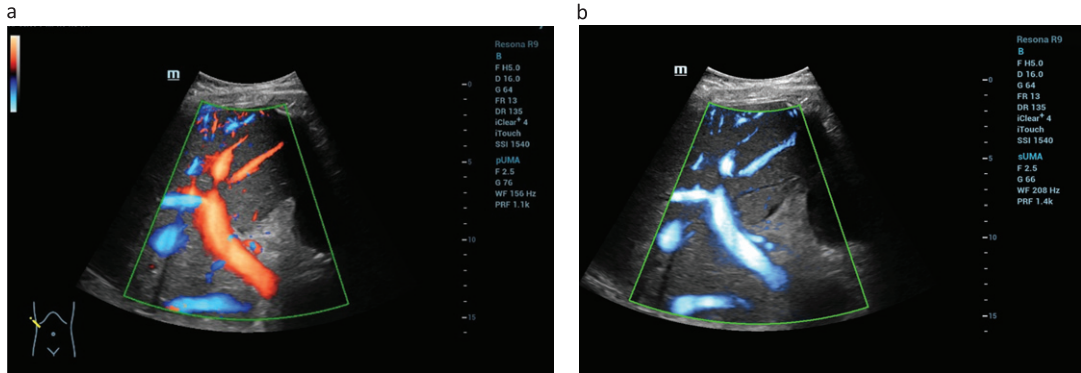 a
Resona R9
B
F H5.0
D 16.0
G 64
FR 13
DR 135
iClear+ 4
iTouch
SSI 1540
pUMA
F 2.5
G 76
WF 156 Hz
PRF 1.1k
m
0
5
10
15
b
Resona R9
B
F H5.0
D 16.0
G 64
FR 13
DR 135
iClear+ 4
iTouch
SSI 1540
sUMA
F 2.5
G 66
WF 208 Hz
PRF 1.4k
m
0
5
10
15